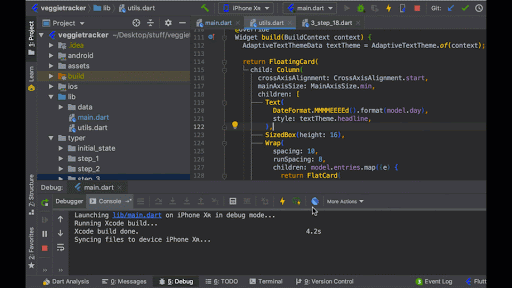 iPhone Xʀ
main.dart
Git:
Project
main.dart
utils.dart
3_step_18.dart
1: Project
Learn
Z: Structure
2: Favorites
veggietracker ~/Desktop/stuff/veggie
.idea
android
assets
build
ios
lib
data
main.dart
utils.dart
typer
initial_state
step_1
step_2
step_3
110
111
112
113
114
115
116
117
118
119
120
121
122
123
124
125
126
127
128
@override
Widget build(BuildContext context) {
AdaptiveTextThemeData textTheme = AdaptiveTextTheme.of(context);
return FloatingCard(
child: Column(
crossAxisAlignment: CrossAxisAlignment.start,
mainAxisSize: MainAxisSize.min,
children: [
Text(
DateFormat.MMMMEEEEd().format(model.day),
style: textTheme.headline,
),
SizedBox(height: 16),
Wrap(
spacing: 10,
runSpacing: 8,
children: model.entries.map((e) {
return FlatCard(
Debug:
main.dart
Debugger
Console
More Actions
Launching lib/main.dart on iPhone Xʀ in debug mode...
Running Xcode build...
Xcode build done. 4.2s
Syncing files to device iPhone Xʀ...
Dart Analysis
0: Messages
5: Debug
6: TODO
Terminal
9: Version Control
Event Log
Flutt